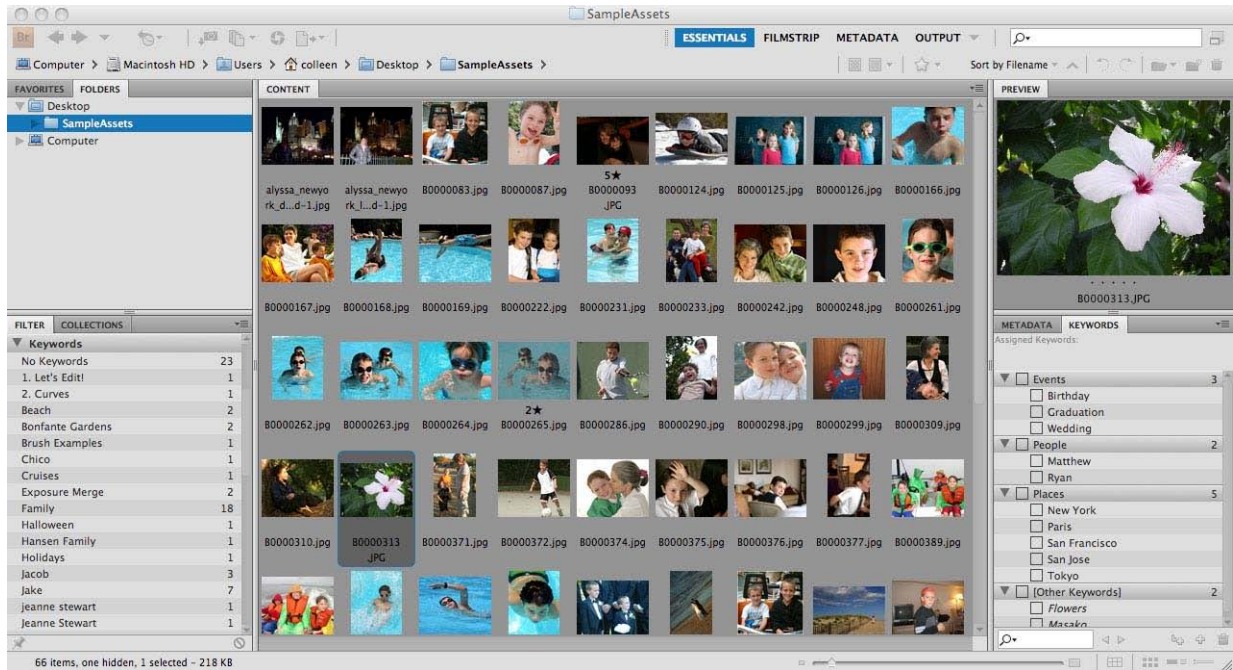 SampleAssets
Br
ESSENTIALS FILMSTRIP METADATA OUTPUT
Computer > Macintosh HD > Users > colleen > Desktop > SampleAssets >
Sort by Filename
FAVORITES FOLDERS
Desktop
SampleAssets
Computer
FILTER COLLECTIONS
Keywords
No Keywords 23
1. Let's Edit! 1
2. Curves 1
Beach 2
Bonfante Gardens 2
Brush Examples 1
Chico 1
Cruises 1
Exposure Merge 2
Family 18
Halloween 1
Hansen Family 1
Holidays 1
Jacob 3
Jake 7
jeanne stewart 1
Jeanne Stewart 1
CONTENT
5★
alyssa_newyo alyssa_newyo B0000083.jpg B0000087.jpg B0000093 B0000124.jpg B0000125.jpg B0000126.jpg B0000166.jpg
rk_d...d-1.jpg rk_l...d-1.jpg .JPG
B0000167.jpg B0000168.jpg B0000169.jpg B0000222.jpg B0000231.jpg B0000233.jpg B0000242.jpg B0000248.jpg B0000261.jpg
2★
B0000262.jpg B0000263.jpg B0000264.jpg B0000265.jpg B0000286.jpg B0000290.jpg B0000298.jpg B0000299.jpg B0000309.jpg
B0000310.jpg B0000313 B0000371.jpg B0000372.jpg B0000374.jpg B0000375.jpg B0000376.jpg B0000377.jpg B0000389.jpg
.JPG
PREVIEW
B0000313.JPG
METADATA KEYWORDS
Assigned Keywords:
Events 3
Birthday
Graduation
Wedding
People 2
Matthew
Ryan
Places 5
New York
Paris
San Francisco
San Jose
Tokyo
[Other Keywords] 2
Flowers
Masako
66 items, one hidden, 1 selected - 218 KB